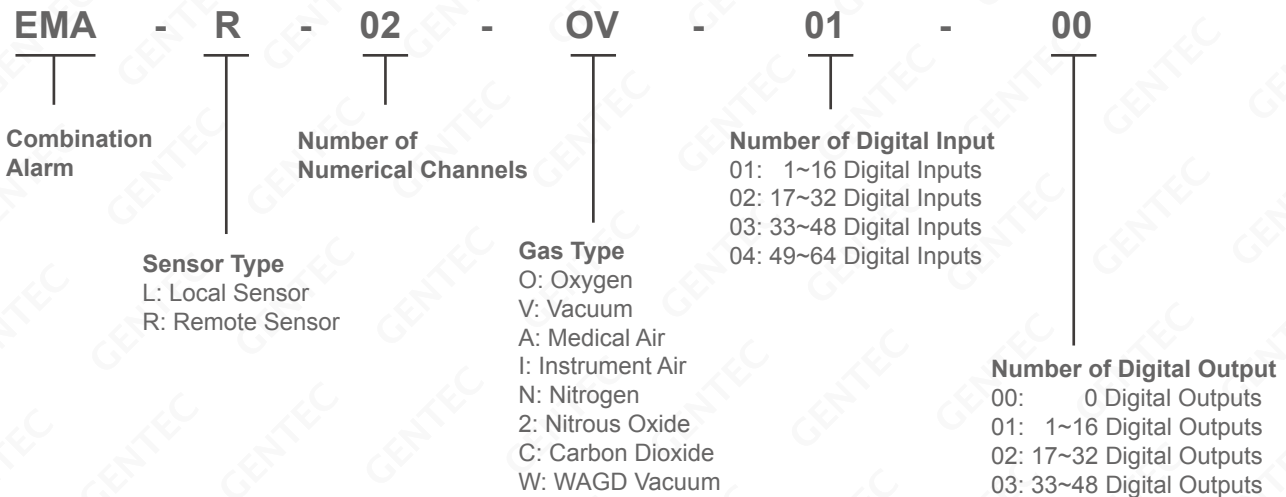 EMA - R - 02 - OV - 01 - 00
Combination
Alarm
Sensor Type
L: Local Sensor
R: Remote Sensor
Number of
Numerical Channels
Gas Type
O: Oxygen
V: Vacuum
A: Medical Air
I: Instrument Air
N: Nitrogen
2: Nitrous Oxide
C: Carbon Dioxide
W: WAGD Vacuum
Number of Digital Input
01: 1~16 Digital Inputs
02: 17~32 Digital Inputs
03: 33~48 Digital Inputs
04: 49~64 Digital Inputs
Number of Digital Output
00: 0 Digital Outputs
01: 1~16 Digital Outputs
02: 17~32 Digital Outputs
03: 33~48 Digital Outputs
GENTEC